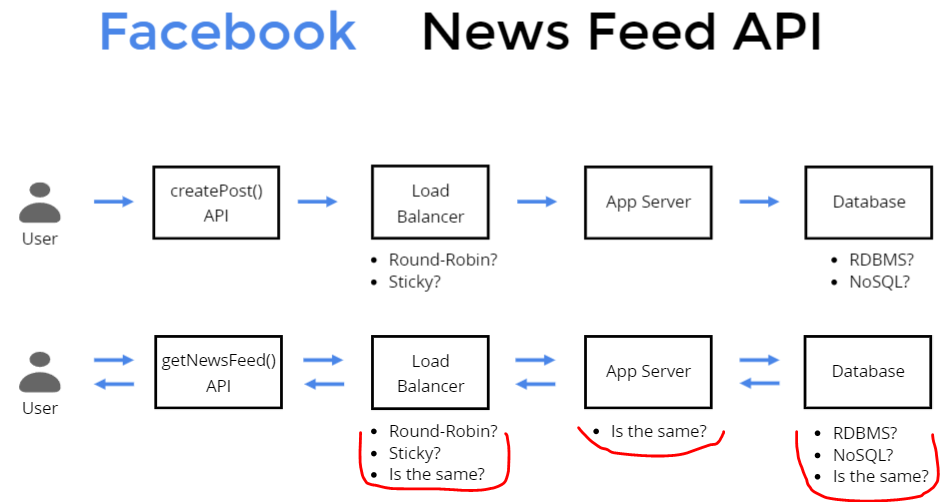 Facebook News Feed API
User
createPost()
API
Load
Balancer
• Round-Robin?
• Sticky?
App Server
Database
• RDBMS?
• NoSQL?
User
getNewsFeed()
API
Load
Balancer
• Round-Robin?
• Sticky?
• Is the same?
App Server
• Is the same?
Database
• RDBMS?
• NoSQL?
• Is the same?